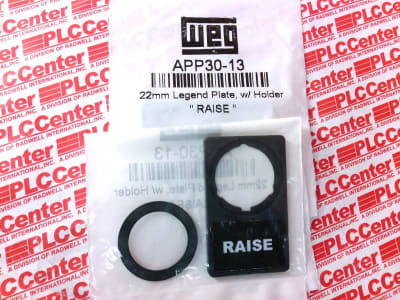 WEG
APP30-13
22mm Legend Plate, w/ Holder
" RAISE "
RAISE
PLCCenter
A DIVISION OF RADWELL INTERNATIONAL, INC.